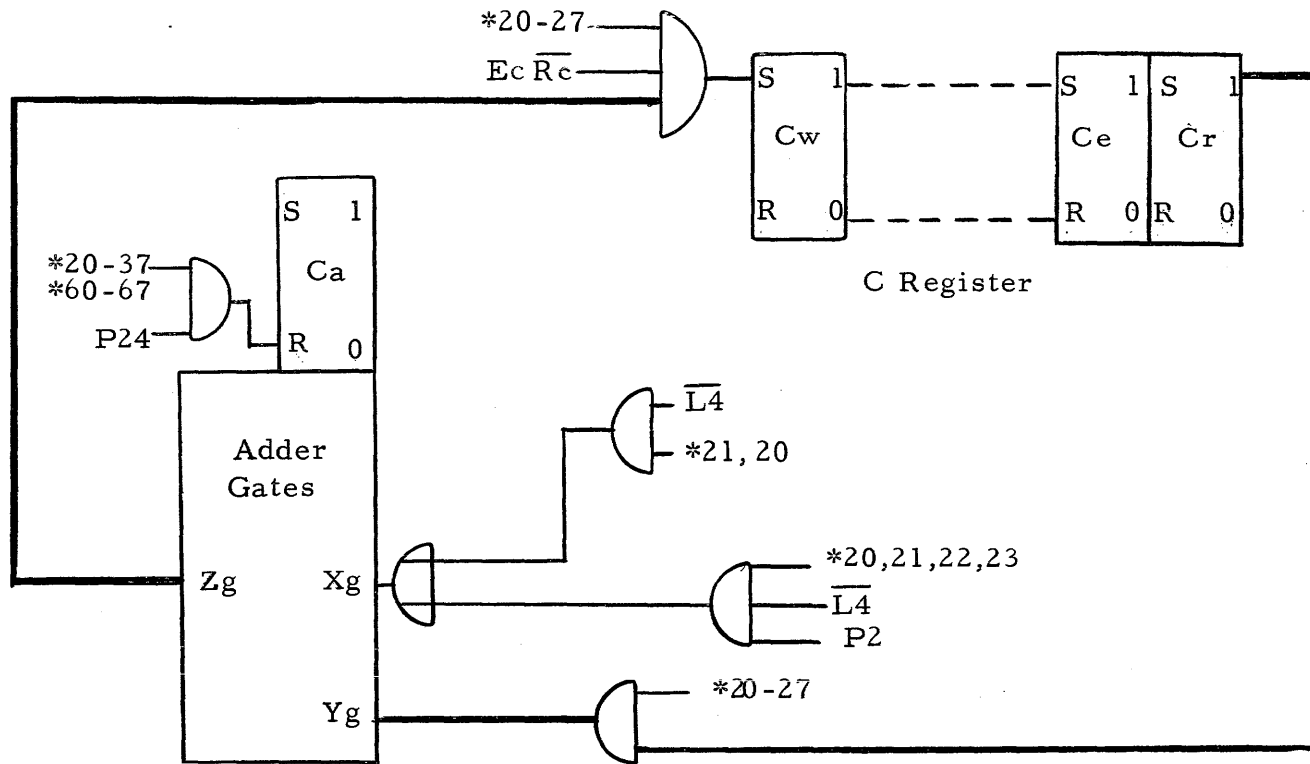 *20-27
Ec R̅c̅
S 1
Cw
R 0
S 1
Ce
R 0
S 1
Cr
R 0
C Register
S 1
Ca
R 0
*20-37
*60-67
P24
Adder
Gates
Zg
Xg
Yg
L̅4̅
*21, 20
*20,21,22,23
L̅4̅
P2
*20-27